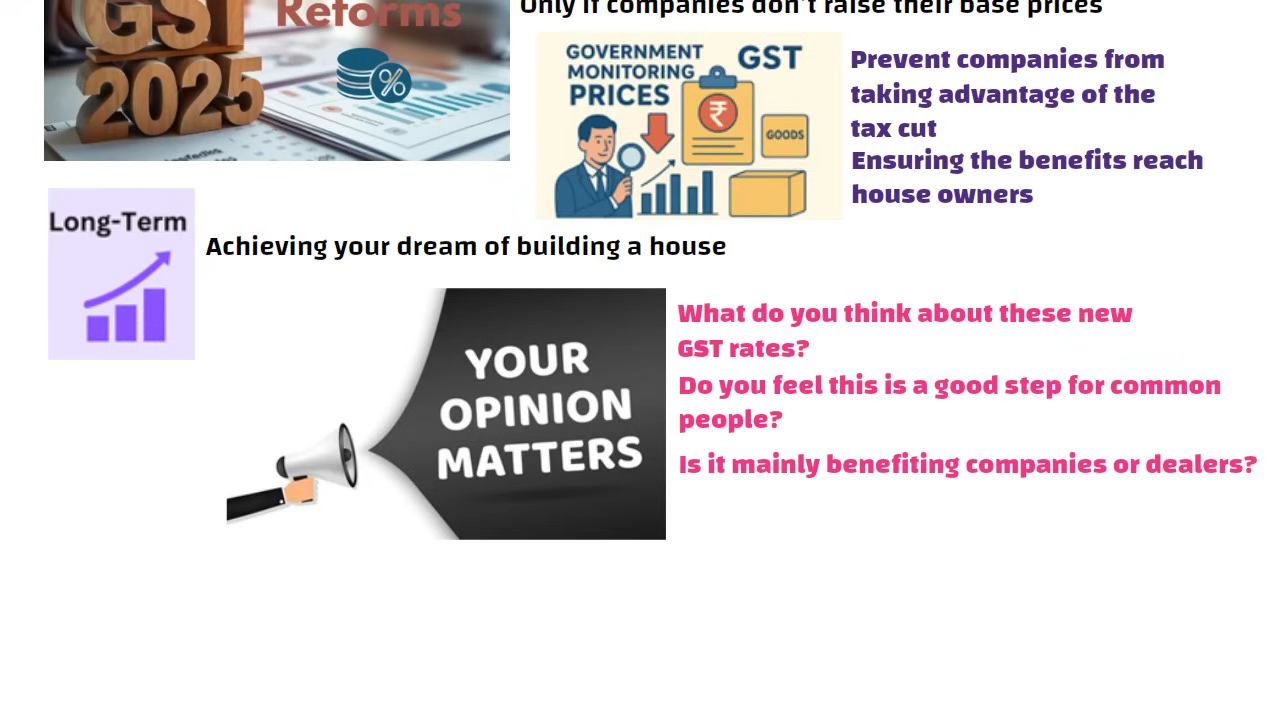 GST
2025
Reforms
%
Only if companies don't raise their base prices
GOVERNMENT
MONITORING
PRICES
GST
₹
GOODS
Prevent companies from
taking advantage of the
tax cut
Ensuring the benefits reach
house owners
Long-Term
Achieving your dream of building a house
YOUR
OPINION
MATTERS
What do you think about these new
GST rates?
Do you feel this is a good step for common
people?
Is it mainly benefiting companies or dealers?